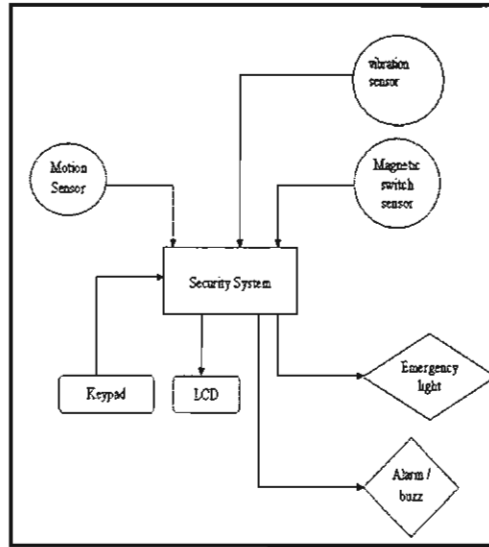 vibration
sensor
Motion
Sensor
Magnetic
switch
sensor
Security System
Keypad
LCD
Emergency
light
Alarm /
buzz